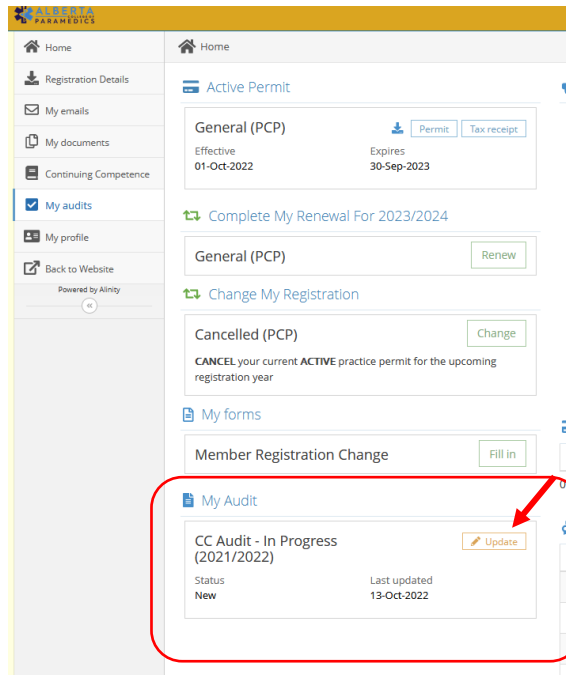 ALBERTA
PARAMEDICS
Home
Registration Details
My emails
My documents
Continuing Competence
My audits
My profile
Back to Website
Powered by Alinity
Home
Active Permit
General (PCP)
Permit
Tax receipt
Effective
Expires
01-Oct-2022
30-Sep-2023
Complete My Renewal For 2023/2024
General (PCP)
Renew
Change My Registration
Cancelled (PCP)
Change
CANCEL your current ACTIVE practice permit for the upcoming
registration year
My forms
Member Registration Change
Fill in
My Audit
CC Audit - In Progress
(2021/2022)
Update
Status
Last updated
New
13-Oct-2022